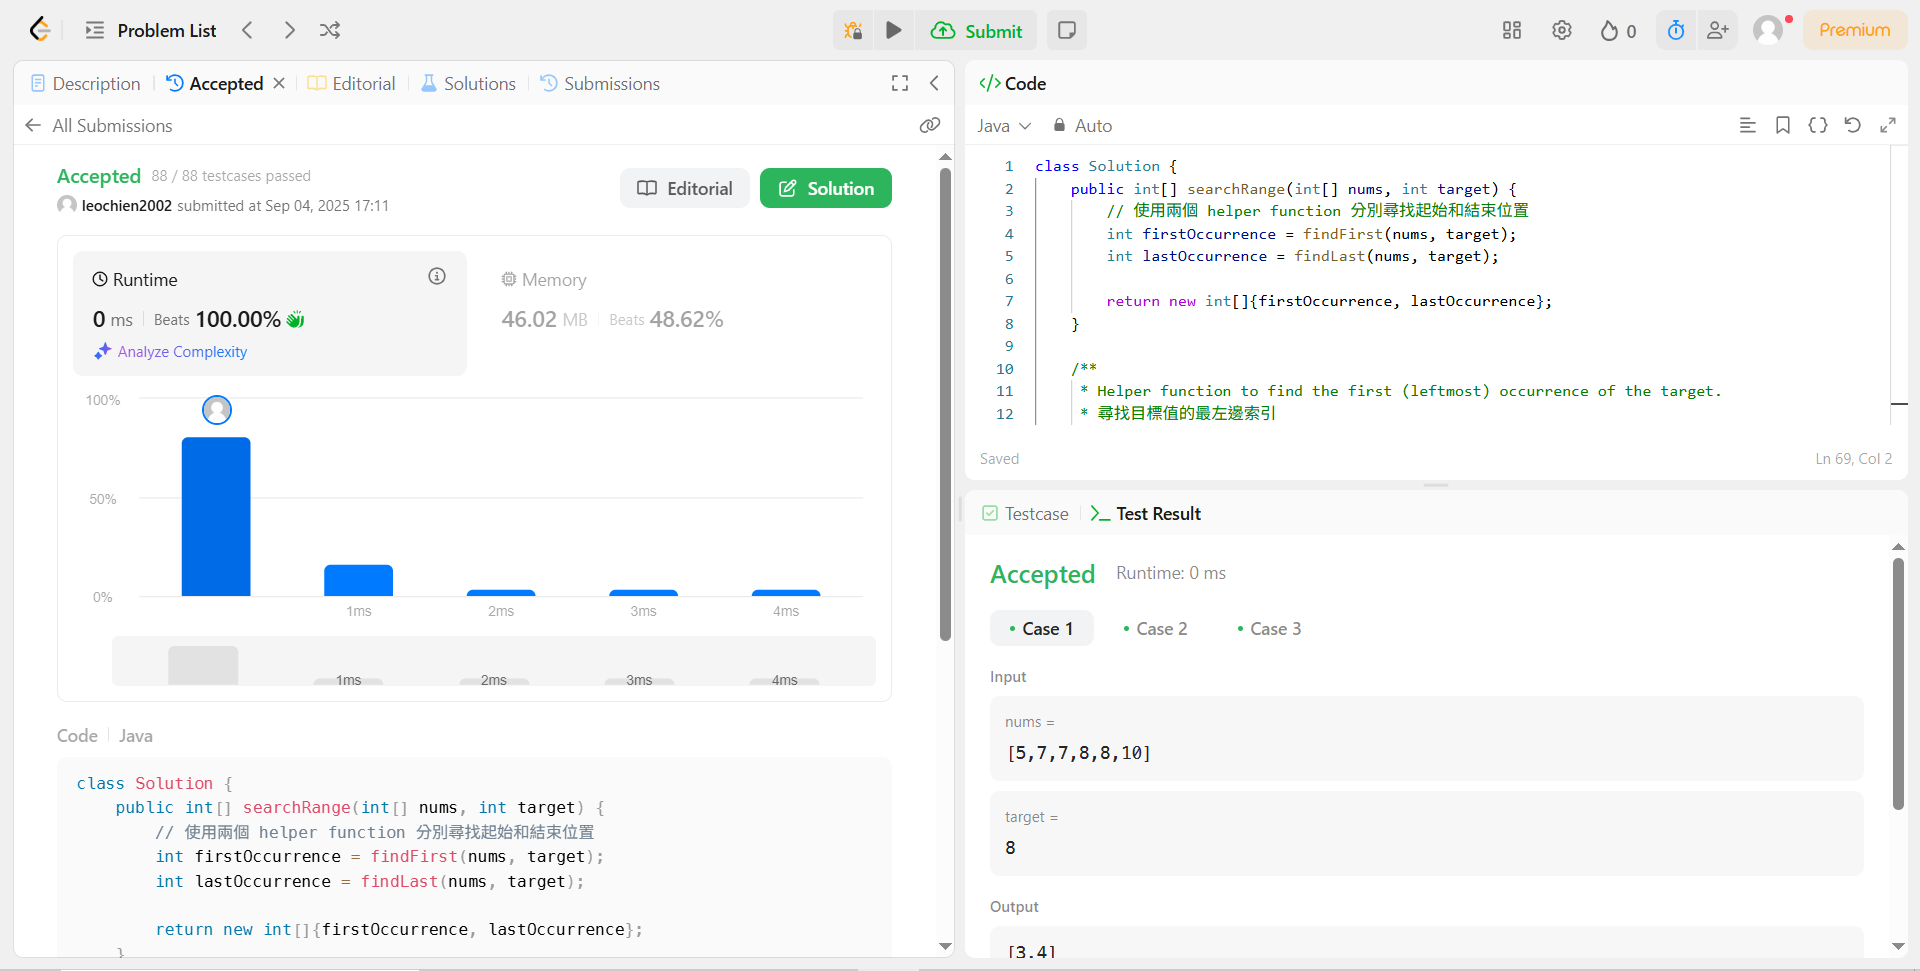 Problem List
Submit
0
Premium
Description
Accepted
Editorial
Solutions
Submissions
All Submissions
Accepted 88 / 88 testcases passed
leochien2002 submitted at Sep 04, 2025 17:11
Editorial
Solution
Runtime
0 ms Beats 100.00%
Analyze Complexity
Memory
46.02 MB Beats 48.62%
100%
50%
0%
1ms 2ms 3ms 4ms
1ms 2ms 3ms 4ms
Code Java
class Solution {
    public int[] searchRange(int[] nums, int target) {
        // 使用兩個 helper function 分別尋找起始和結束位置
        int firstOccurrence = findFirst(nums, target);
        int lastOccurrence = findLast(nums, target);
        return new int[]{firstOccurrence, lastOccurrence};
    }
</> Code
Java Auto
1 class Solution {
2     public int[] searchRange(int[] nums, int target) {
3         // 使用兩個 helper function 分別尋找起始和結束位置
4         int firstOccurrence = findFirst(nums, target);
5         int lastOccurrence = findLast(nums, target);
6
7         return new int[]{firstOccurrence, lastOccurrence};
8     }
9
10     /**
11      * Helper function to find the first (leftmost) occurrence of the target.
12      * 尋找目標值的最左邊索引
Saved
Ln 69, Col 2
Testcase
Test Result
Accepted Runtime: 0 ms
Case 1
Case 2
Case 3
Input
nums =
[5,7,7,8,8,10]
target =
8
Output
[3,4]